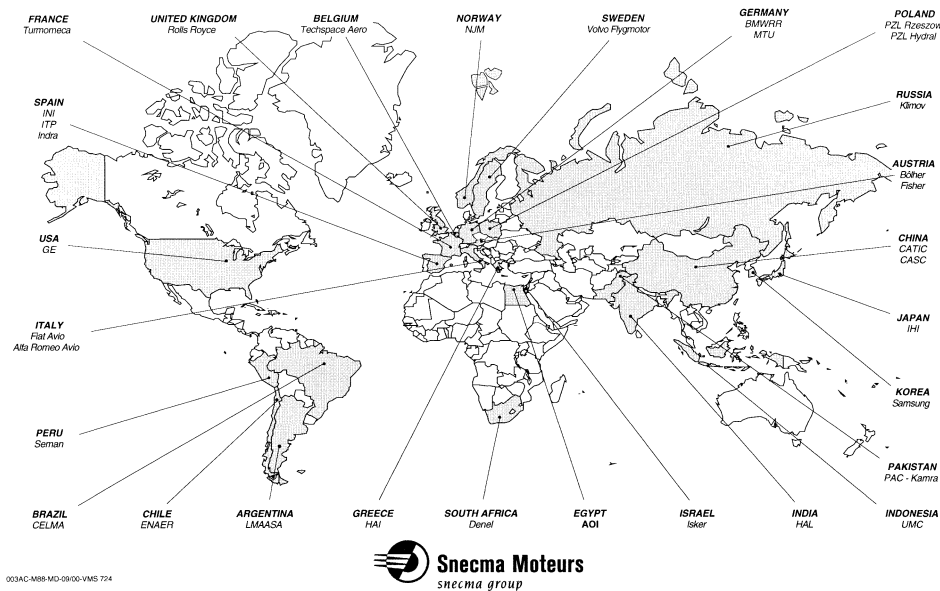 FRANCE
Turmomeca
UNITED KINGDOM
Rolls Royce
BELGIUM
Techspace Aero
NORWAY
NJM
SWEDEN
Volvo Flygmotor
GERMANY
BMWRR
MTU
POLAND
PZL Rzeszow
PZL Hydral
SPAIN
INI
ITP
Indra
RUSSIA
Klimov
AUSTRIA
Bölher
Fisher
USA
GE
CHINA
CATIC
CASC
ITALY
Fiat Avio
Alfa Romeo Avio
JAPAN
IHI
KOREA
Samsung
PERU
Seman
PAKISTAN
PAC - Kamra
BRAZIL
CELMA
CHILE
ENAER
ARGENTINA
LMAASA
GREECE
HAI
SOUTH AFRICA
Denel
EGYPT
AOI
ISRAEL
Isker
INDIA
HAL
INDONESIA
UMC
Snecma Moteurs
snecma group
003AC-M88-MD-09/00-VMS 724